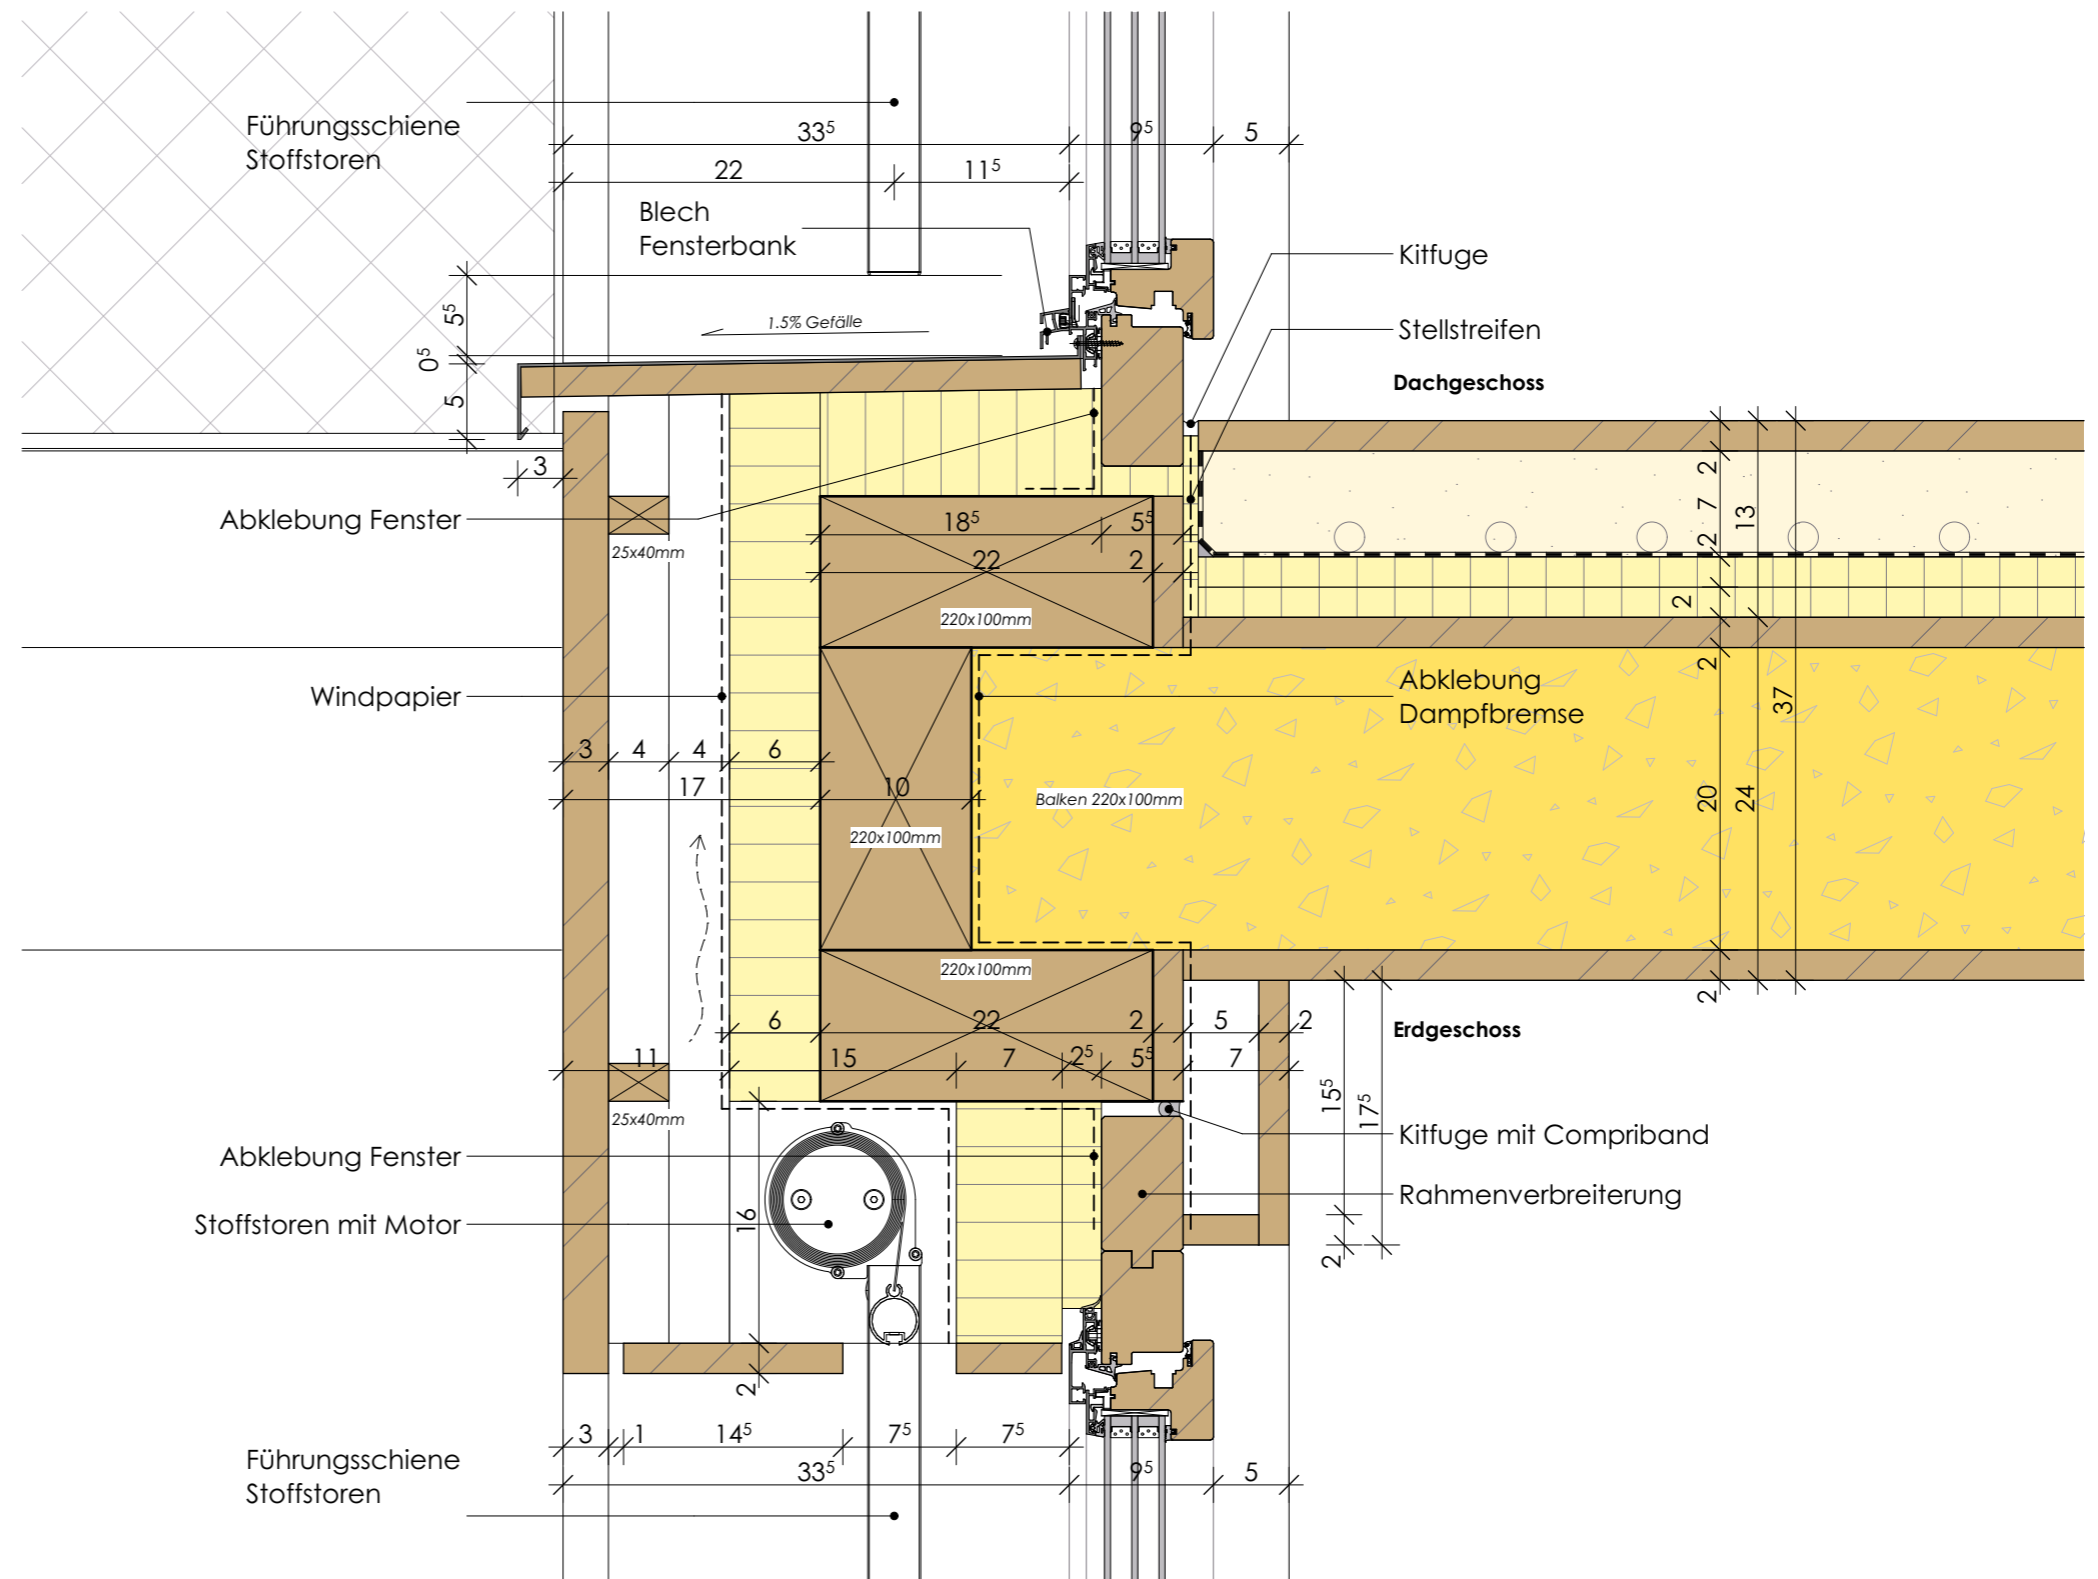 Führungsschiene
Stoffstoren
33⁵
9⁵
5
22
11⁵
Blech
Fensterbank
Kittfuge
5⁵
1.5% Gefälle
Stellstreifen
0⁵
Dachgeschoss
5
3
2
7
13
2
Abklebung Fenster
18⁵
5⁵
25x40mm
22
2
2
220x100mm
2
Windpapier
Abklebung
Dampfbremse
37
3
4
4
6
17
10
Balken 220x100mm
20
24
220x100mm
220x100mm
2
6
22
2
5
2
Erdgeschoss
11
15
7
2⁵
5⁵
7
15⁵
17⁵
25x40mm
Kittfuge mit Compriband
Abklebung Fenster
Rahmenverbreiterung
Stoffstoren mit Motor
16
2
2
3
1
14⁵
7⁵
7⁵
Führungsschiene
Stoffstoren
33⁵
9⁵
5